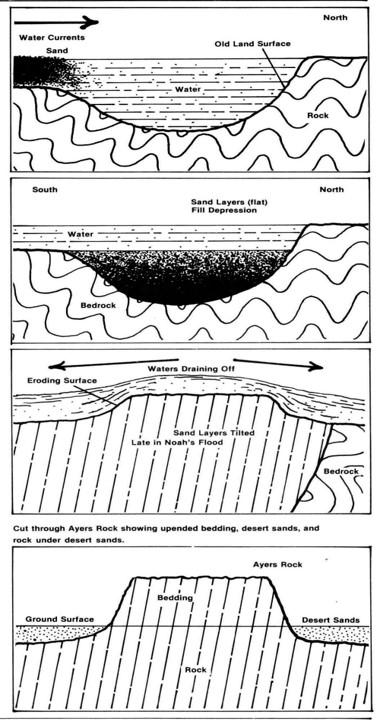 North
Water Currents
Sand
Old Land Surface
Water
Rock
South
North
Sand Layers (flat)
Fill Depression
Water
Bedrock
Waters Draining Off
Eroding Surface
Sand Layers Tilted
Late in Noah's Flood
Bedrock
Cut through Ayers Rock showing upended bedding, desert sands, and
rock under desert sands.
Ayers Rock
Bedding
Ground Surface
Desert Sands
Rock